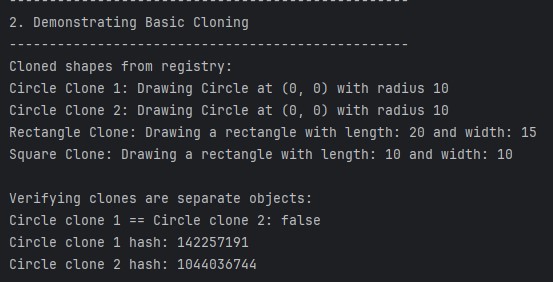 --------------------------------------------------
2. Demonstrating Basic Cloning
--------------------------------------------------
Cloned shapes from registry:
Circle Clone 1: Drawing Circle at (0, 0) with radius 10
Circle Clone 2: Drawing Circle at (0, 0) with radius 10
Rectangle Clone: Drawing a rectangle with length: 20 and width: 15
Square Clone: Drawing a rectangle with length: 10 and width: 10

Verifying clones are separate objects:
Circle clone 1 == Circle clone 2: false
Circle clone 1 hash: 142257191
Circle clone 2 hash: 1044036744